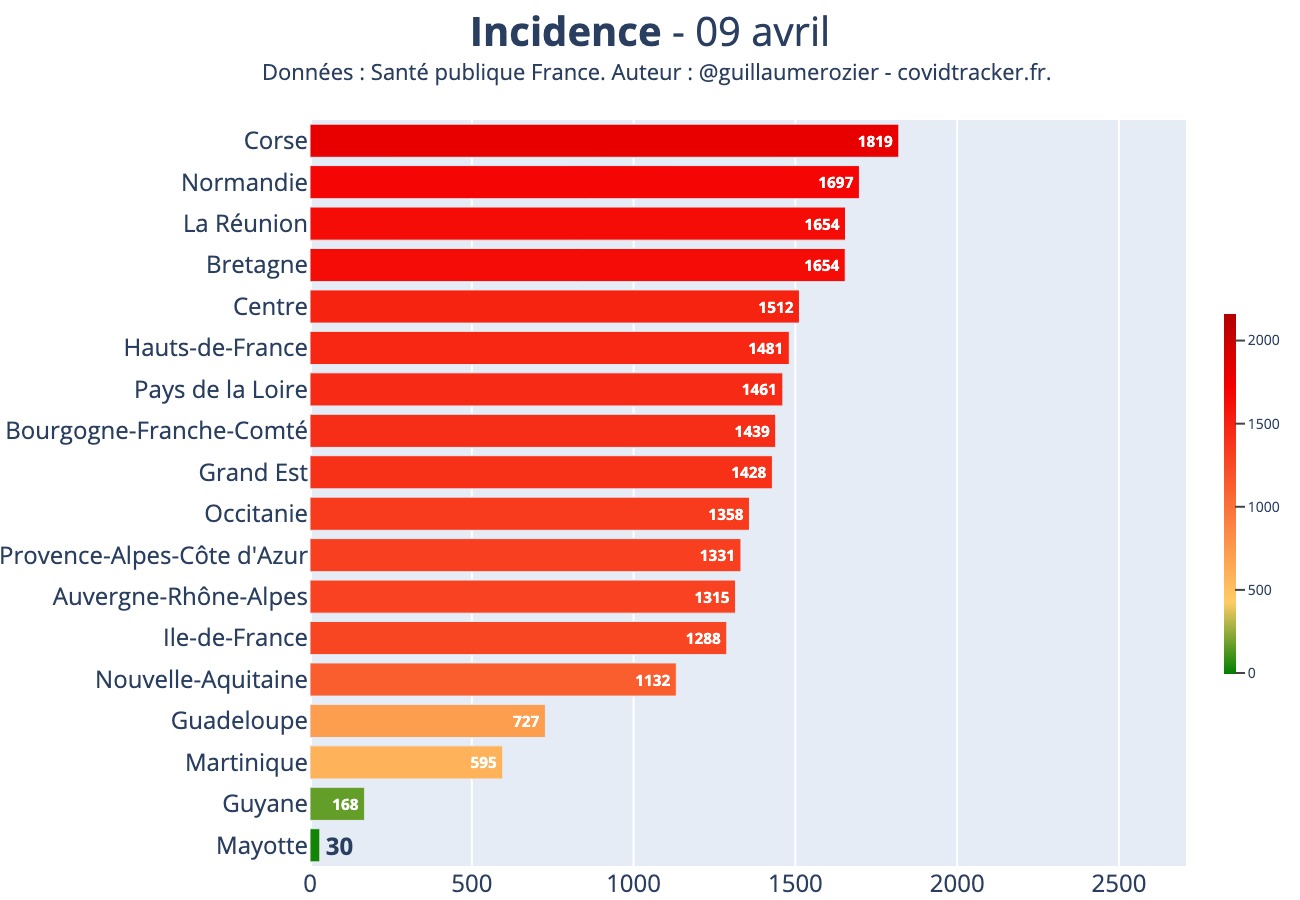 Incidence - 09 avril
Données : Santé publique France. Auteur : @guillaumerozier - covidtracker.fr.
Corse 1819
Normandie 1697
La Réunion 1654
Bretagne 1654
Centre 1512
Hauts-de-France 1481
Pays de la Loire 1461
Bourgogne-Franche-Comté 1439
Grand Est 1428
Occitanie 1358
Provence-Alpes-Côte d'Azur 1331
Auvergne-Rhône-Alpes 1315
Ile-de-France 1288
Nouvelle-Aquitaine 1132
Guadeloupe 727
Martinique 595
Guyane 168
Mayotte 30
0 500 1000 1500 2000 2500
2000
1500
1000
500
0